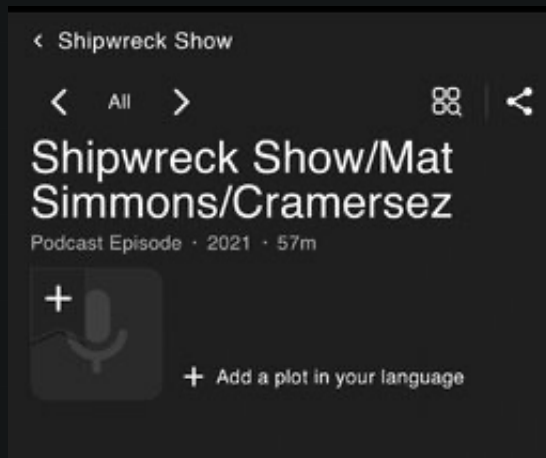 Shipwreck Show
All
Shipwreck Show/Mat
Simmons/Cramersez
Podcast Episode · 2021 · 57m
Add a plot in your language